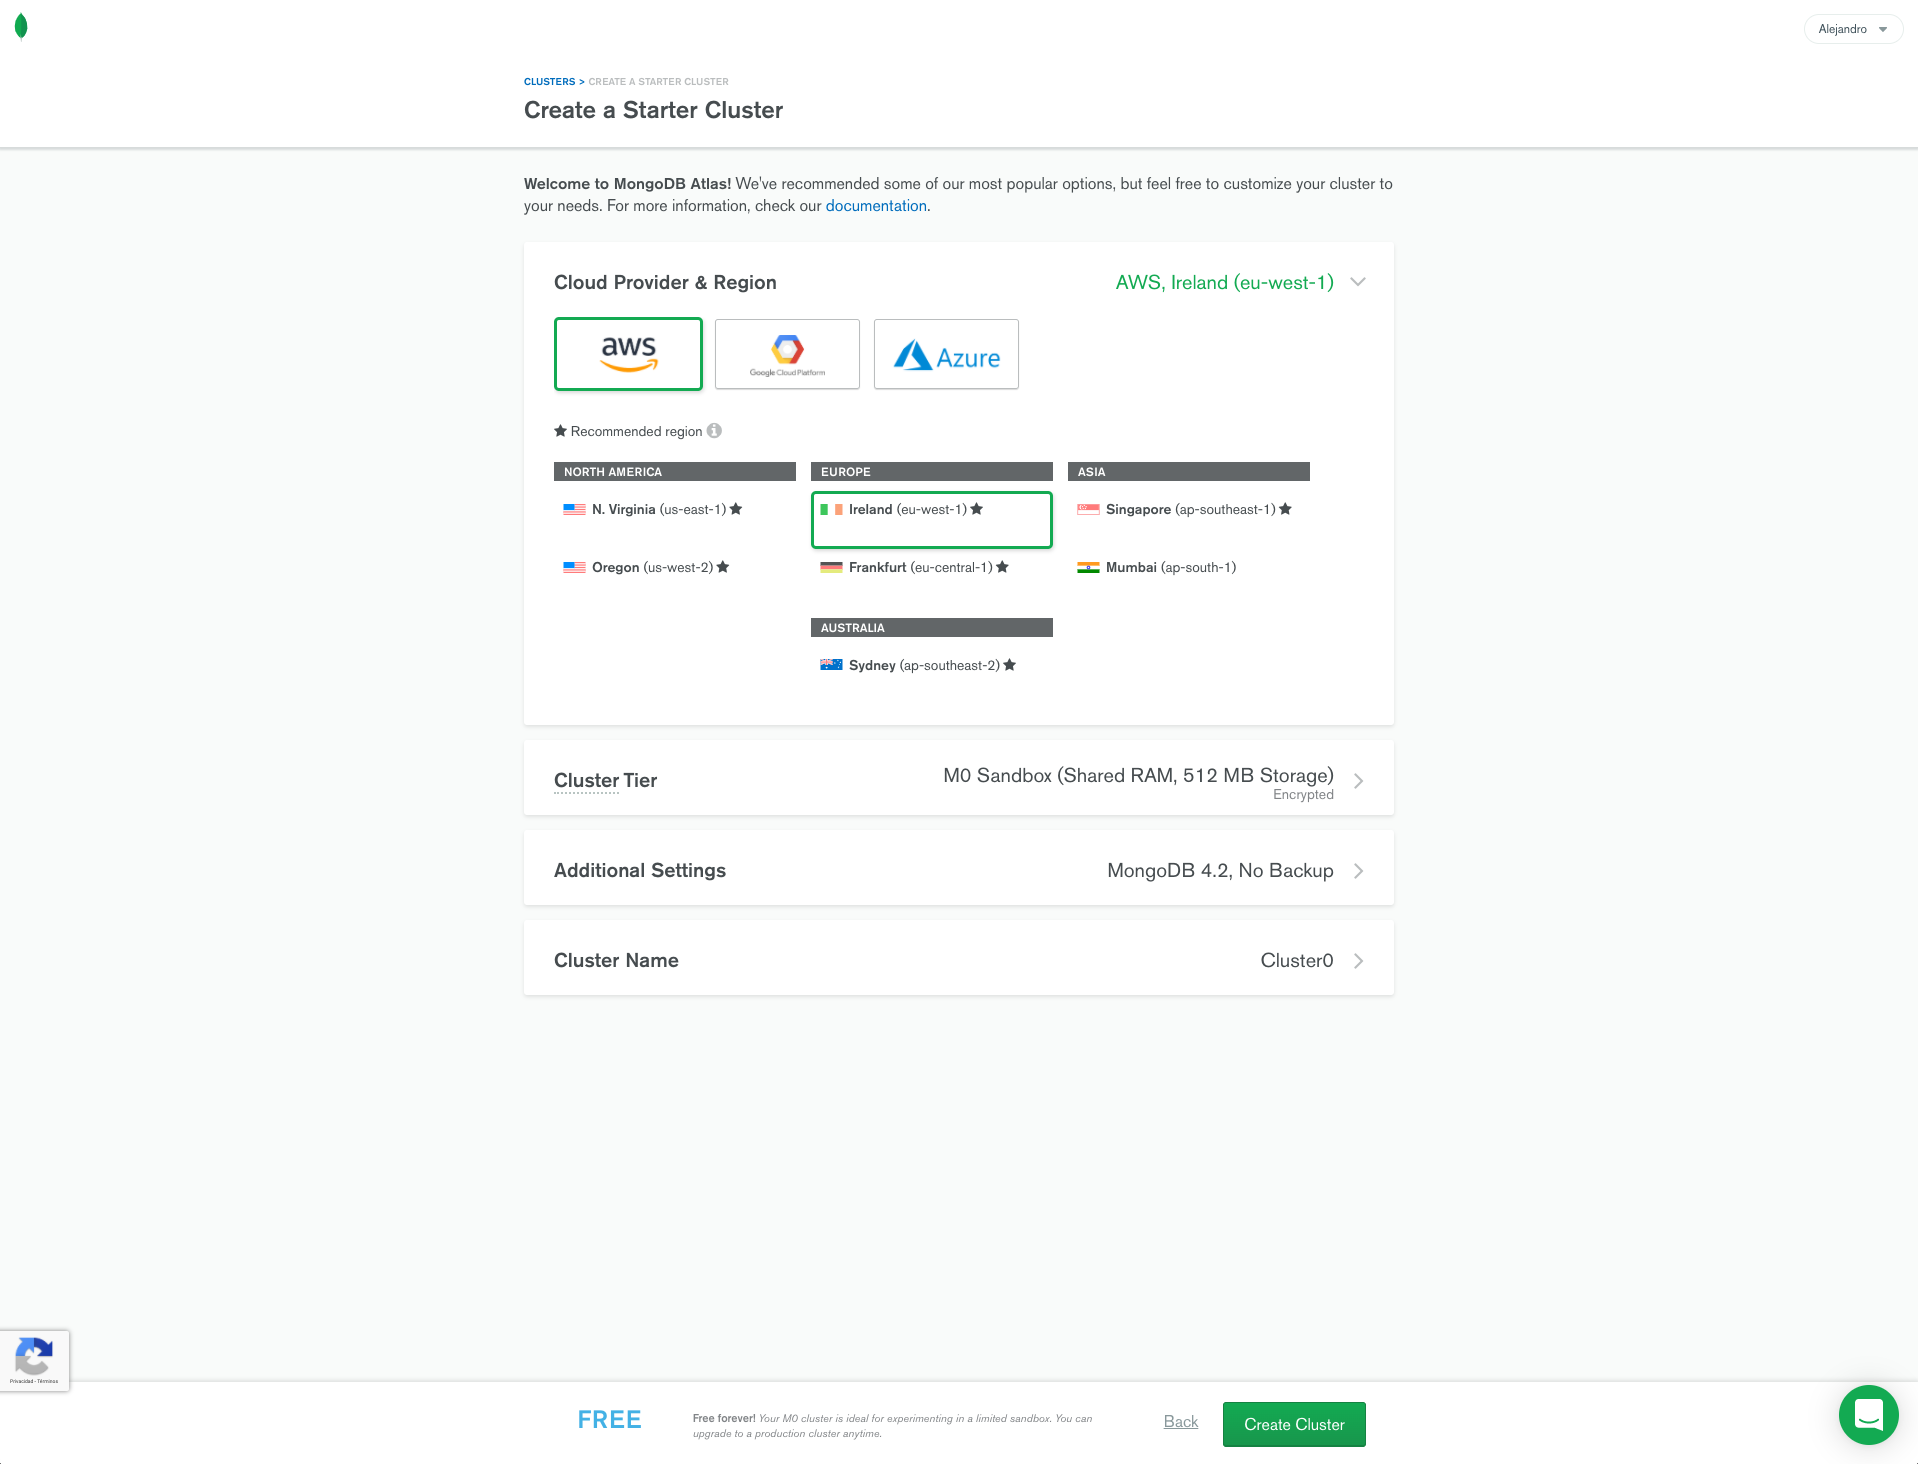 Alejandro
CLUSTERS > CREATE A STARTER CLUSTER
Create a Starter Cluster
Welcome to MongoDB Atlas! We've recommended some of our most popular options, but feel free to customize your cluster to
your needs. For more information, check our documentation.
Cloud Provider & Region
AWS, Ireland (eu-west-1)
aws
Google Cloud Platform
Azure
Recommended region
NORTH AMERICA
N. Virginia (us-east-1)
Oregon (us-west-2)
EUROPE
Ireland (eu-west-1)
Frankfurt (eu-central-1)
AUSTRALIA
Sydney (ap-southeast-2)
ASIA
Singapore (ap-southeast-1)
Mumbai (ap-south-1)
Cluster Tier
M0 Sandbox (Shared RAM, 512 MB Storage)
Encrypted
Additional Settings
MongoDB 4.2, No Backup
Cluster Name
Cluster0
Privacidad - Términos
FREE
Free forever! Your M0 cluster is ideal for experimenting in a limited sandbox. You can
upgrade to a production cluster anytime.
Back
Create Cluster